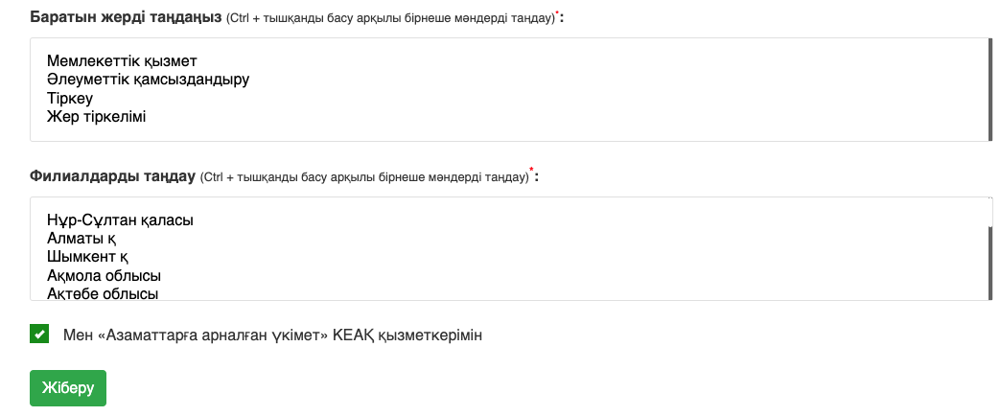 Баратын жерді таңдаңыз (Ctrl + тышқанды басу арқылы бірнеше мәндерді таңдау)*:
Мемлекеттік қызмет
Әлеуметтік қамсыздандыру
Тіркеу
Жер тіркелімі
Филиалдарды таңдау (Ctrl + тышқанды басу арқылы бірнеше мәндерді таңдау)*:
Нұр-Сұлтан қаласы
Алматы қ
Шымкент қ
Ақмола облысы
Ақтөбе облысы
Мен «Азаматтарға арналған үкімет» КЕАҚ қызметкерімін
Жіберу